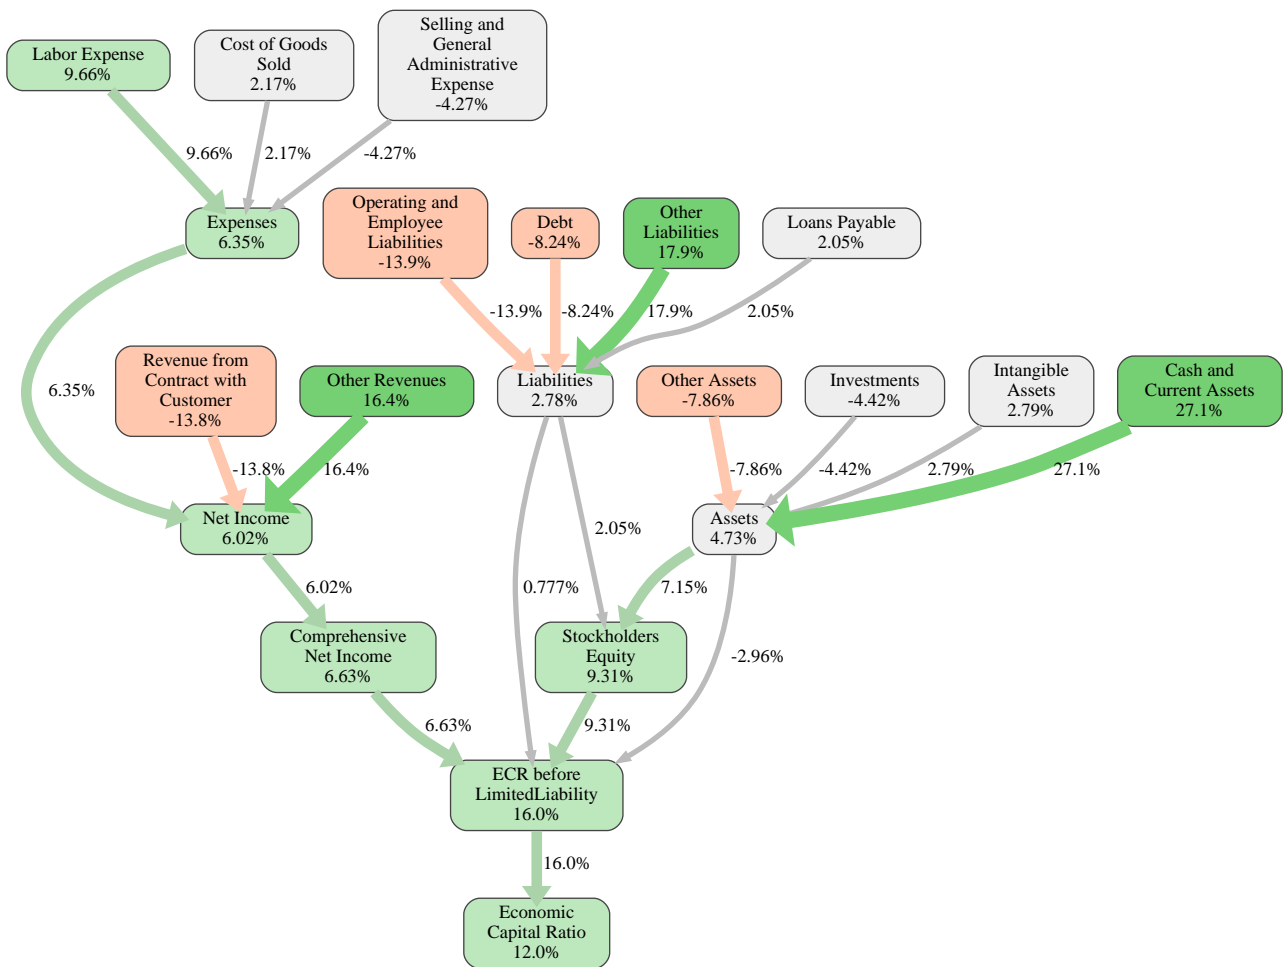 Selling and
General
Administrative
Expense
-4.27%
Cost of Goods
Sold
2.17%
Labor Expense
9.66%
9.66%
2.17%
-4.27%
Operating and
Employee
Liabilities
-13.9%
Debt
-8.24%
Other
Liabilities
17.9%
Loans Payable
2.05%
Expenses
6.35%
-13.9%
-8.24%
17.9%
2.05%
Revenue from
Contract with
Customer
-13.8%
Other Revenues
16.4%
Liabilities
2.78%
Other Assets
-7.86%
Investments
-4.42%
Intangible
Assets
2.79%
Cash and
Current Assets
27.1%
6.35%
-13.8%
16.4%
-7.86%
-4.42%
2.79%
27.1%
Net Income
6.02%
Assets
4.73%
2.05%
6.02%
0.777%
7.15%
Comprehensive
Net Income
6.63%
Stockholders
Equity
9.31%
-2.96%
6.63%
9.31%
ECR before
LimitedLiability
16.0%
16.0%
Economic
Capital Ratio
12.0%